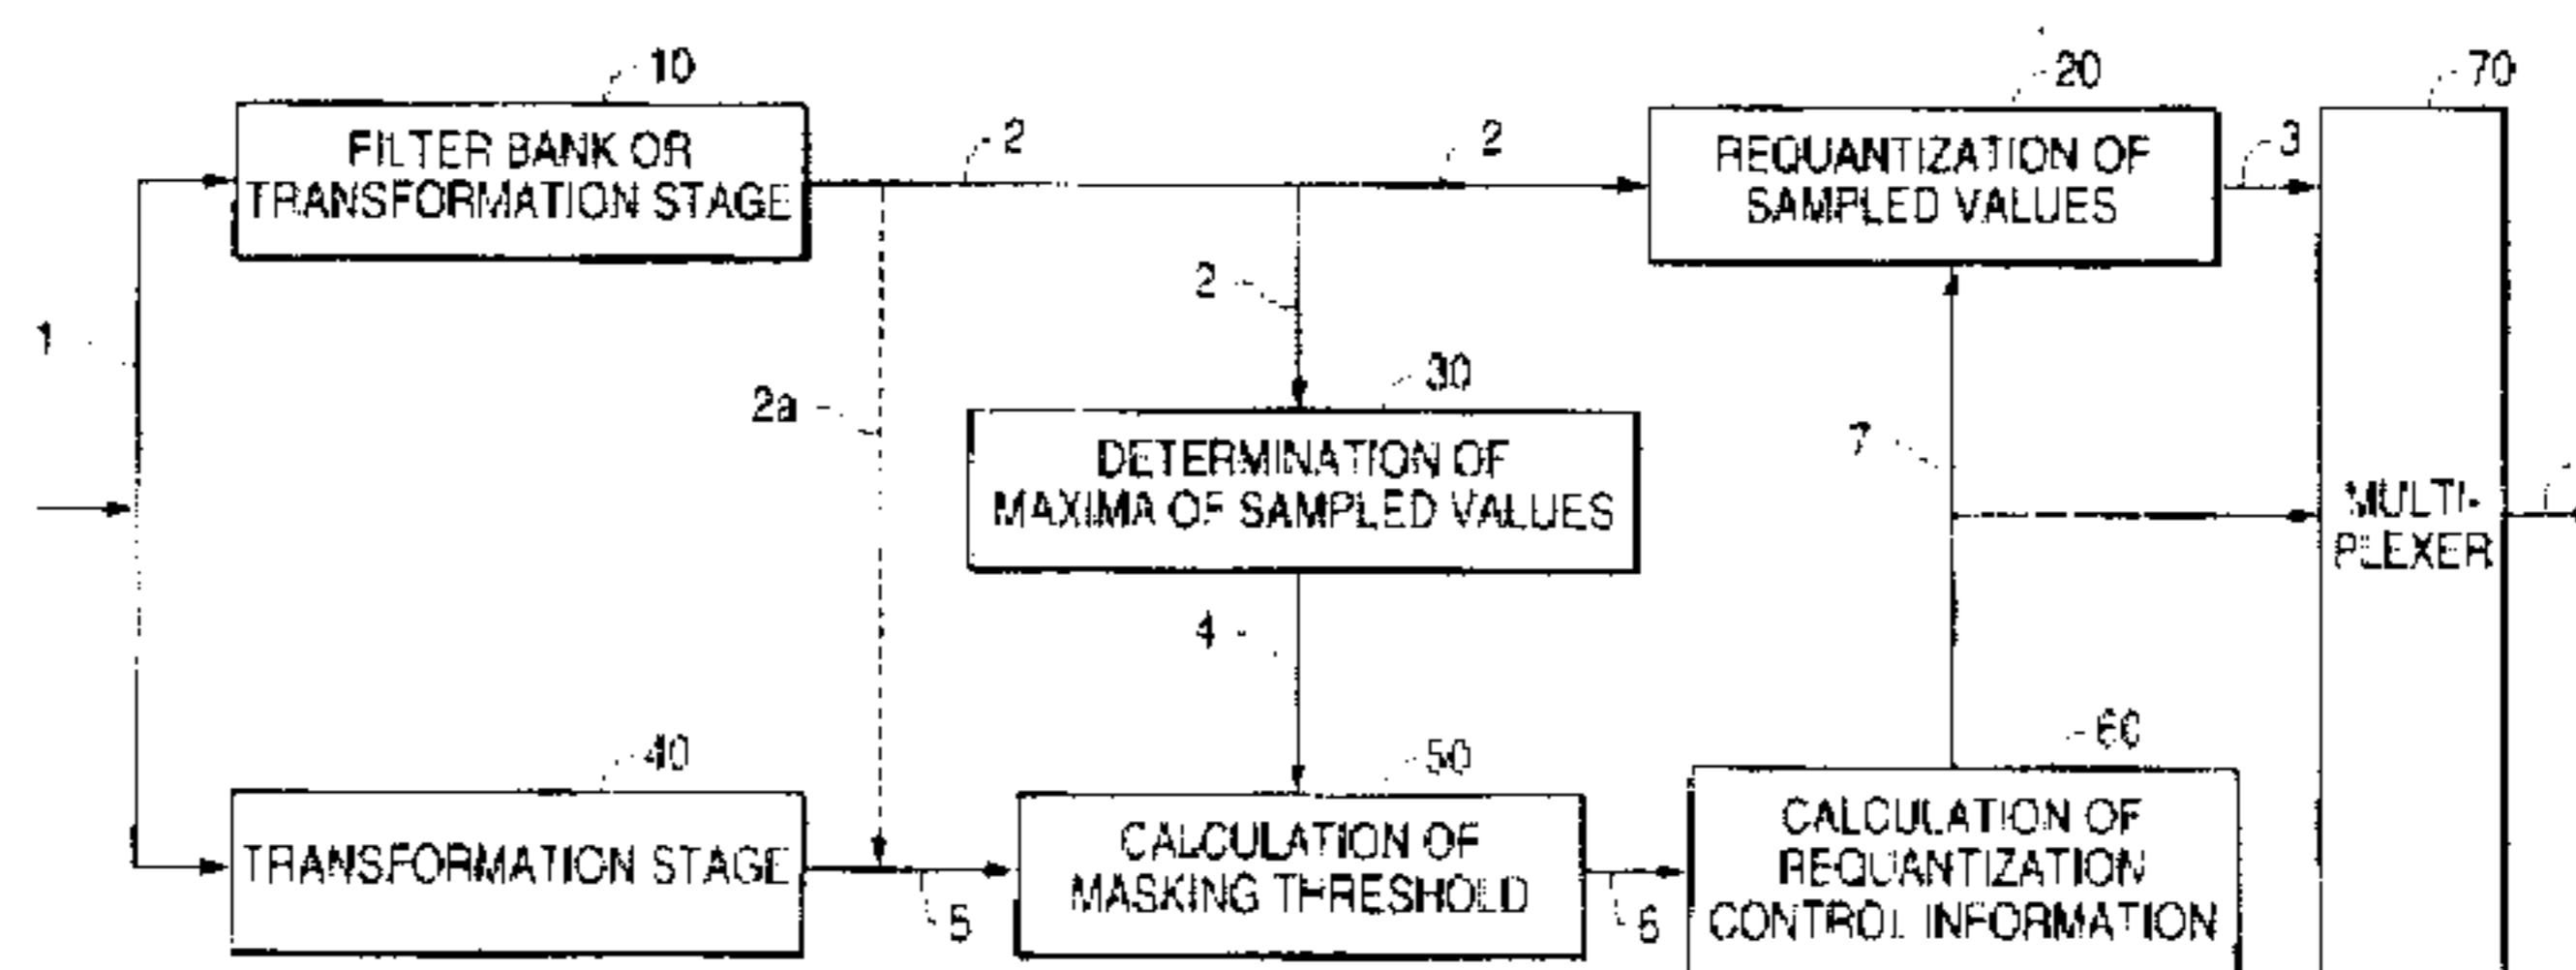 10
20
70
FILTER BANK OR
TRANSFORMATION STAGE
2
2
REQUANTIZATION OF
SAMPLED VALUES
3
1
2
2a
30
DETERMINATION OF
MAXIMA OF SAMPLED VALUES
7
MULTI-
PLEXER
4
40
50
60
TRANSFORMATION STAGE
5
CALCULATION OF
MASKING THRESHOLD
6
CALCULATION OF
REQUANTIZATION
CONTROL INFORMATION